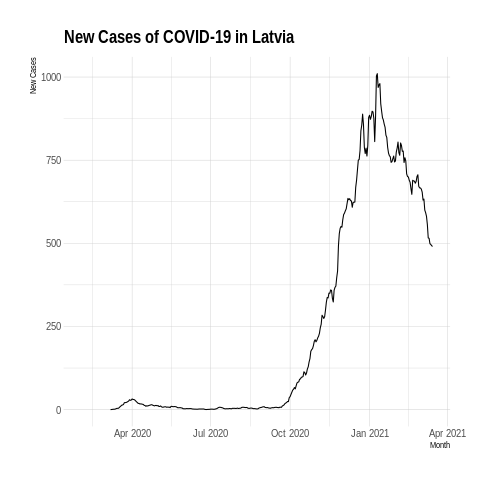 New Cases of COVID-19 in Latvia
New Cases
1000
750
500
250
0
Apr 2020 Jul 2020 Oct 2020 Jan 2021 Apr 2021
Month